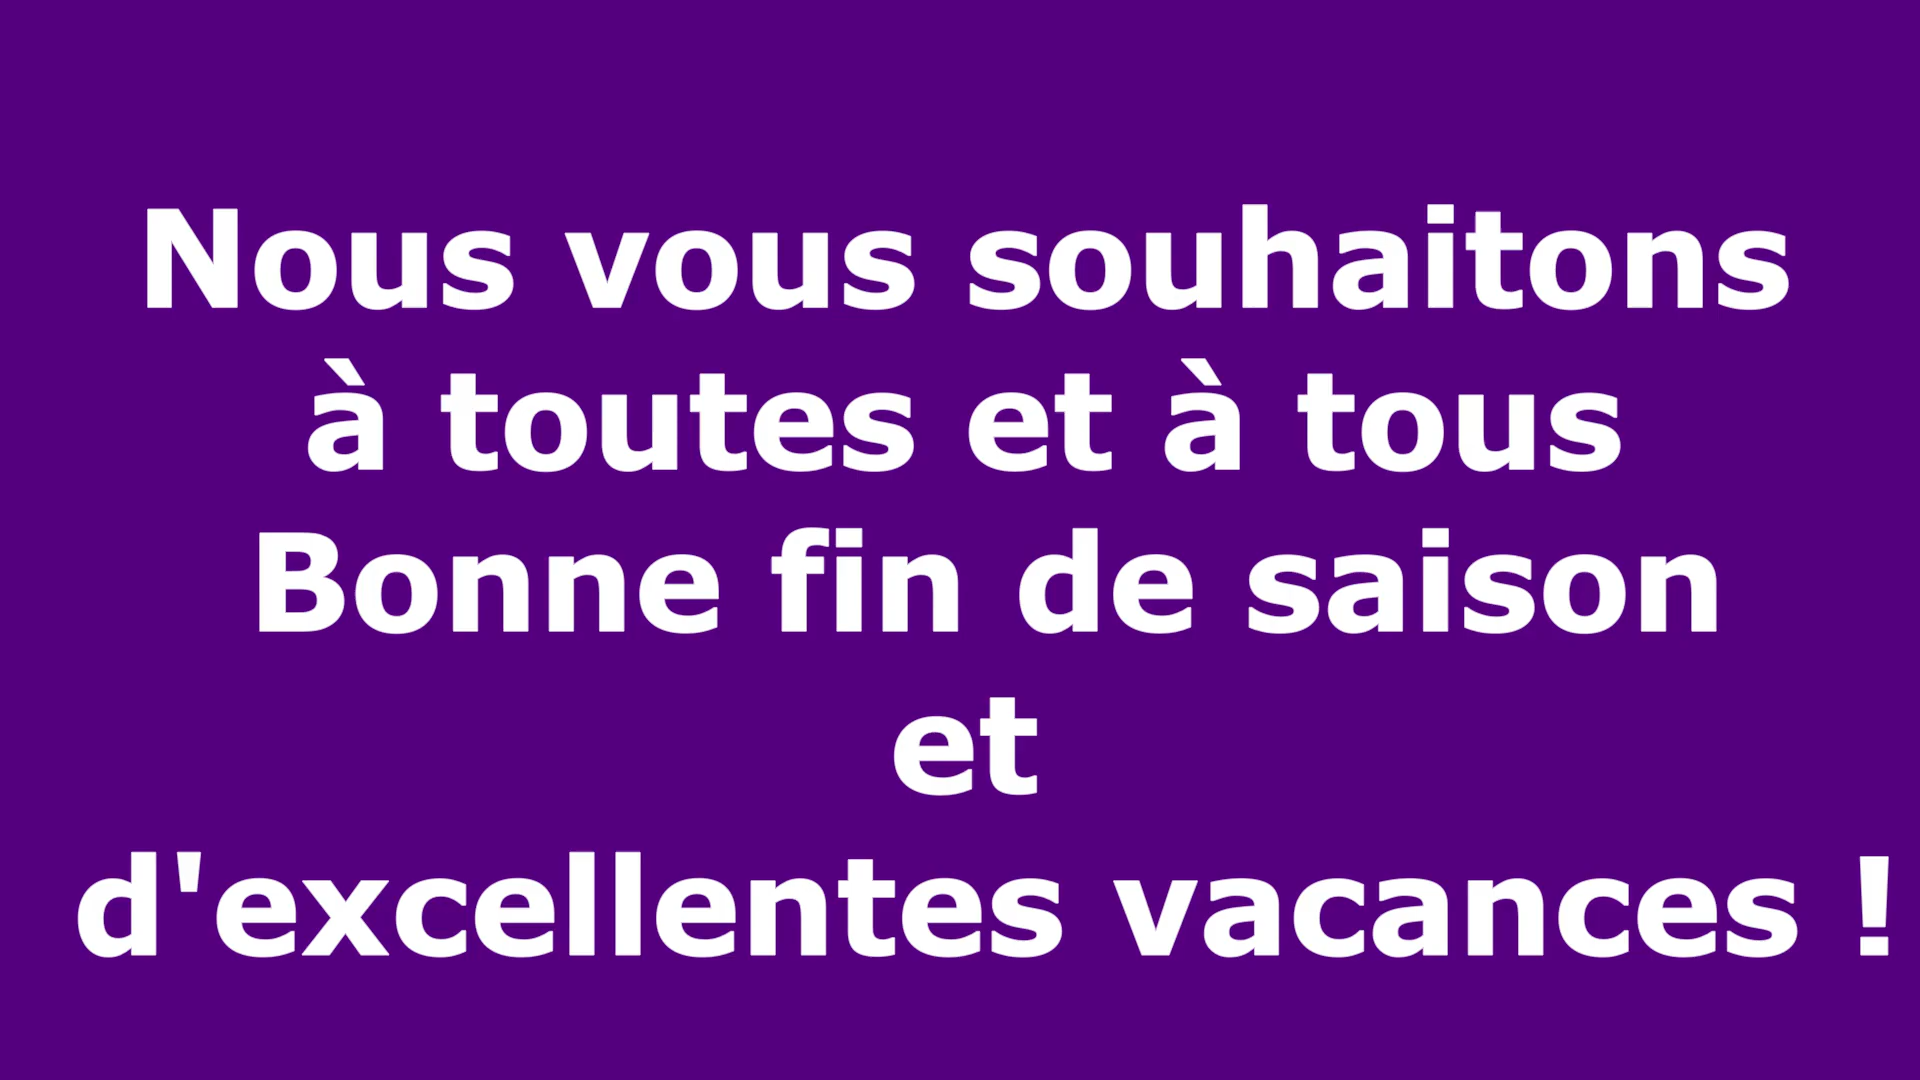 Nous vous souhaitons
à toutes et à tous
Bonne fin de saison
et
d'excellentes vacances !